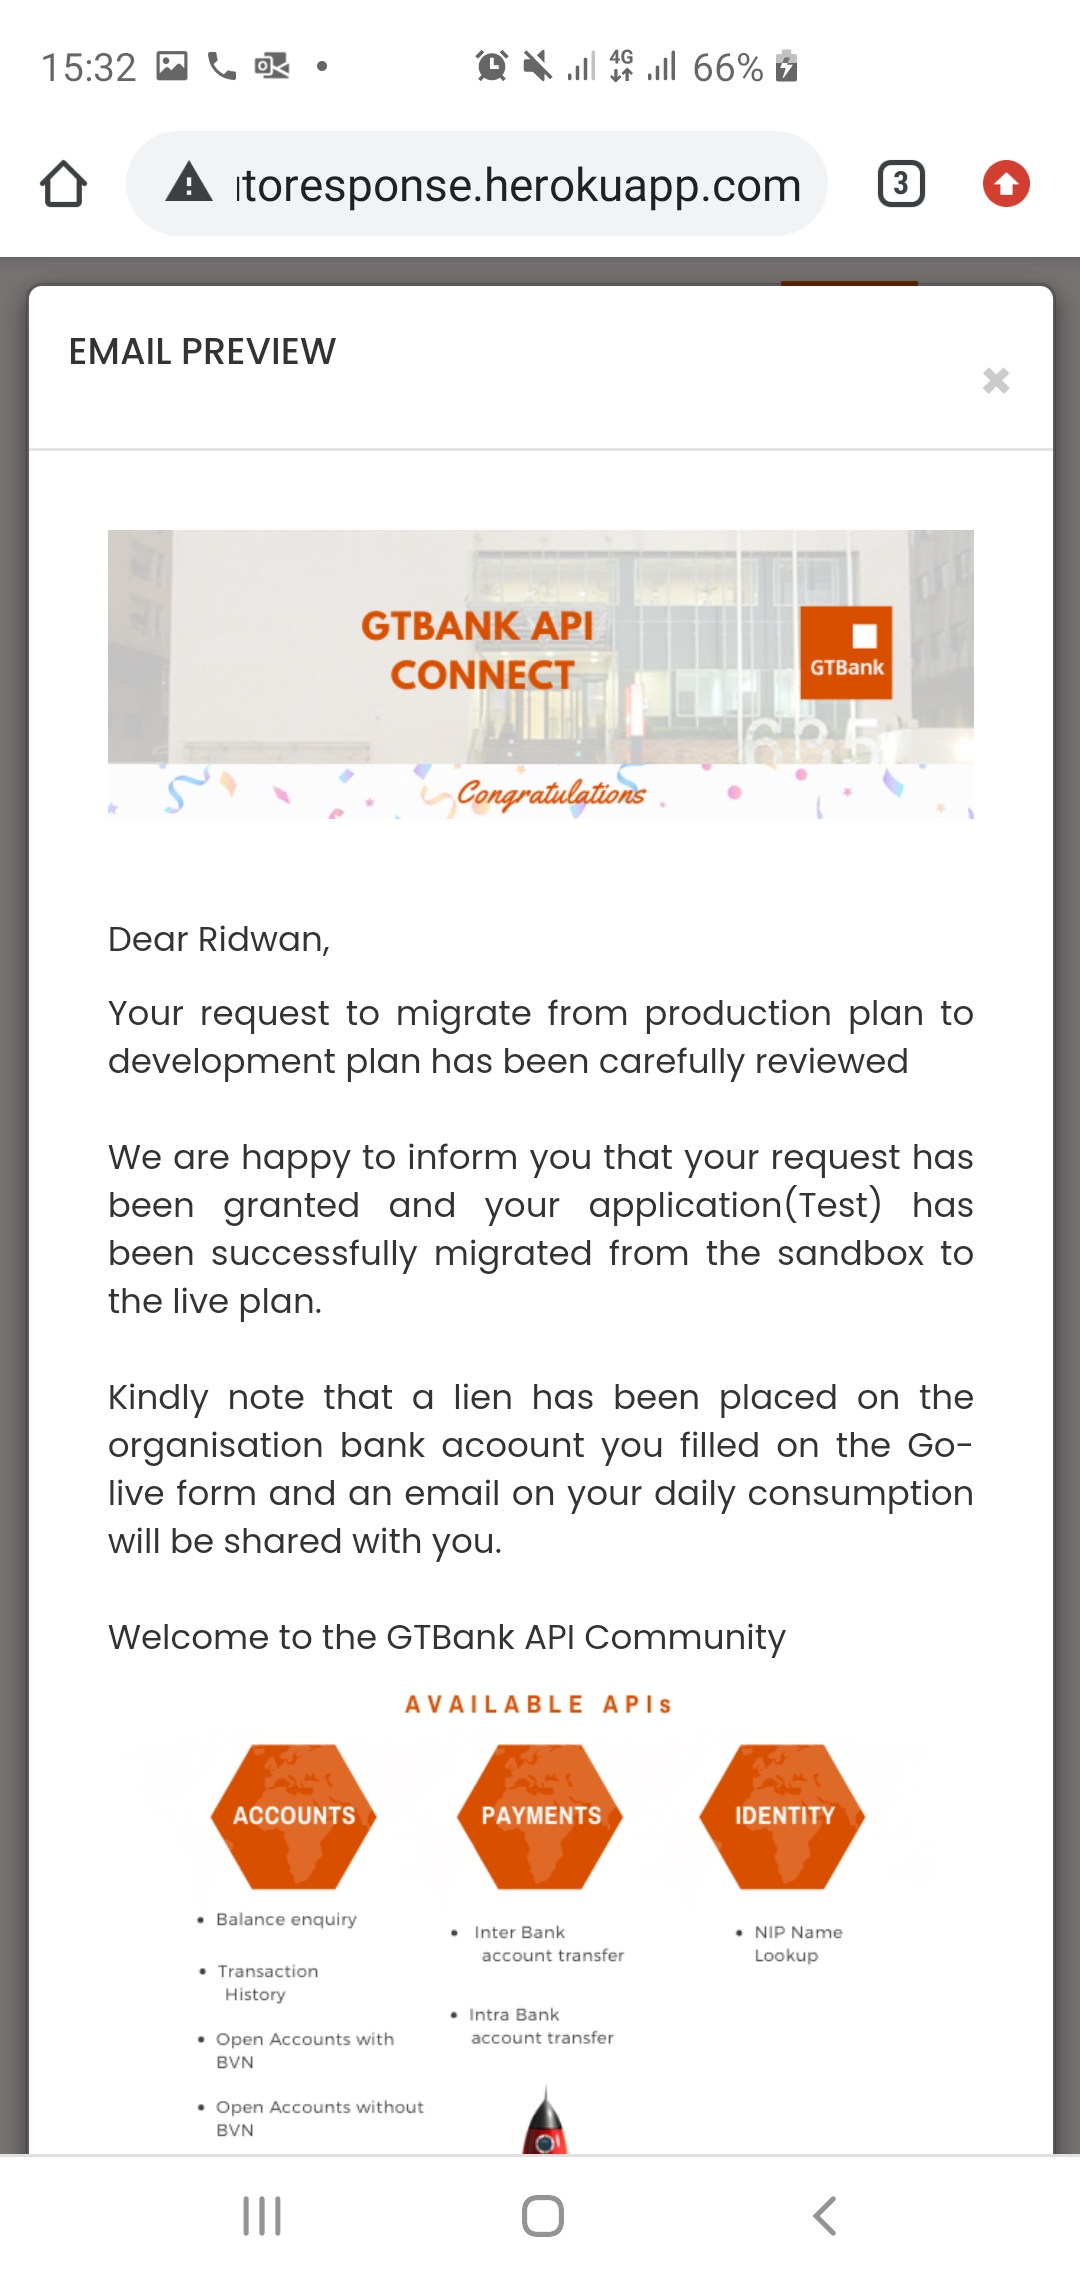 15:32
4G
66%
toresponse.herokuapp.com
3
EMAIL PREVIEW
GTBANK API
CONNECT
GTBank
635
Congratulations
Dear Ridwan,
Your request to migrate from production plan to
development plan has been carefully reviewed
We are happy to inform you that your request has
been granted and your application(Test) has
been successfully migrated from the sandbox to
the live plan.
Kindly note that a lien has been placed on the
organisation bank acoount you filled on the Go-
live form and an email on your daily consumption
will be shared with you.
Welcome to the GTBank API Community
AVAILABLE APIs
ACCOUNTS
PAYMENTS
IDENTITY
• Balance enquiry
• Transaction
History
• Open Accounts with
BVN
• Open Accounts without
BVN
• Inter Bank
account transfer
• Intra Bank
account transfer
• NIP Name
Lookup